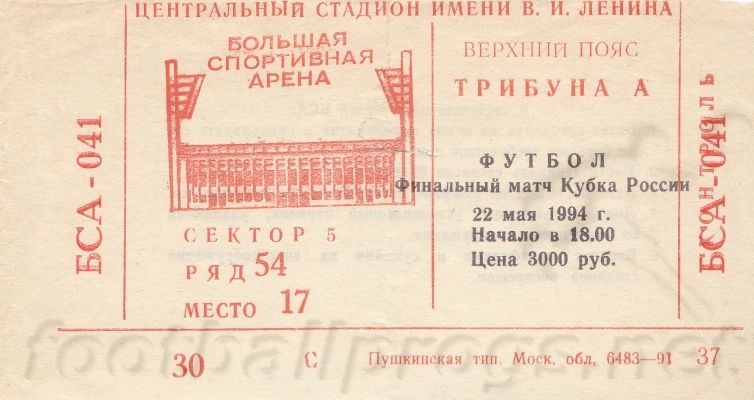 ЦЕНТРАЛЬНЫЙ СТАДИОН ИМЕНИ В. И. ЛЕНИНА
БСА - 041
БОЛЬШАЯ
СПОРТИВНАЯ
АРЕНА
СЕКТОР 5
РЯД 54
МЕСТО 17
ВЕРХНИЙ ПОЯС
ТРИБУНА А
ФУТБОЛ
Финальный матч Кубка России
22 мая 1994 г.
Начало в 18.00
Цена 3000 руб.
КОНТРОЛЬ
БСА - 041
30 С Пушкинская тип. Моск. обл. 6483—91 37